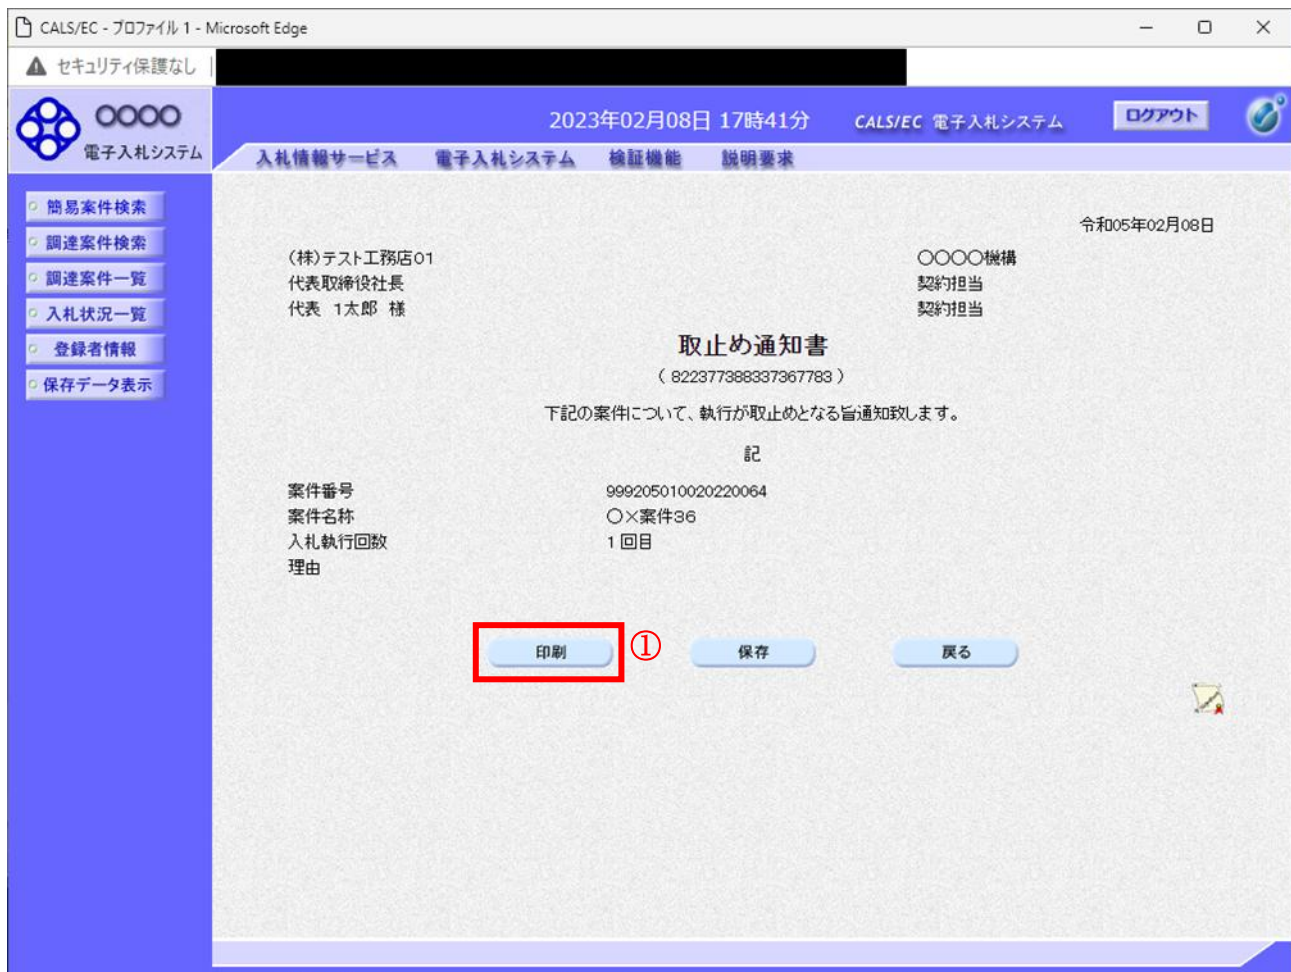 CALS/EC - プロファイル 1 - Microsoft Edge
セキュリティ保護なし
〇〇〇〇
電子入札システム
2023年02月08日 17時41分
CALS/EC 電子入札システム
ログアウト
入札情報サービス 電子入札システム 検証機能 説明要求
簡易案件検索
調達案件検索
調達案件一覧
入札状況一覧
登録者情報
保存データ表示
令和05年02月08日
(株)テスト工務店01
代表取締役社長
代表 1太郎 様
〇〇〇〇機構
契約担当
契約担当
取止め通知書
( 822377388337367783 )
下記の案件について、執行が取止めとなる旨通知致します。
記
案件番号 999205010020220064
案件名称 〇×案件36
入札執行回数 1 回目
理由
印刷 ① 保存 戻る